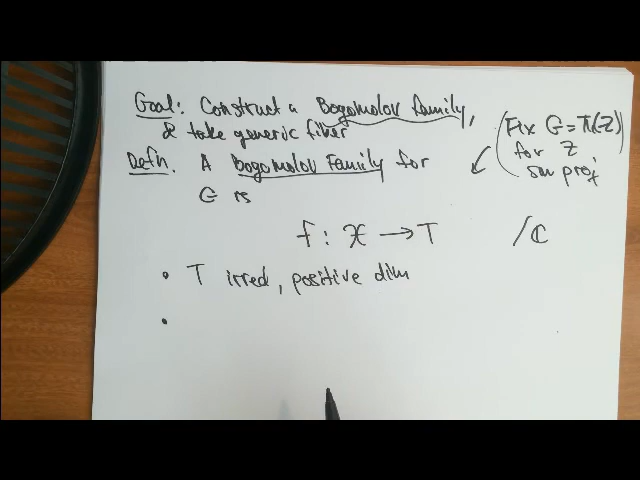 Goal: Construct a Bogomolov Family,
& take generic fiber
Defn. A Bogomolov Family for
G is
(Fix G = π(Z)
for Z
sm proj)
f : X → T /C
• T irred, positive dim
•